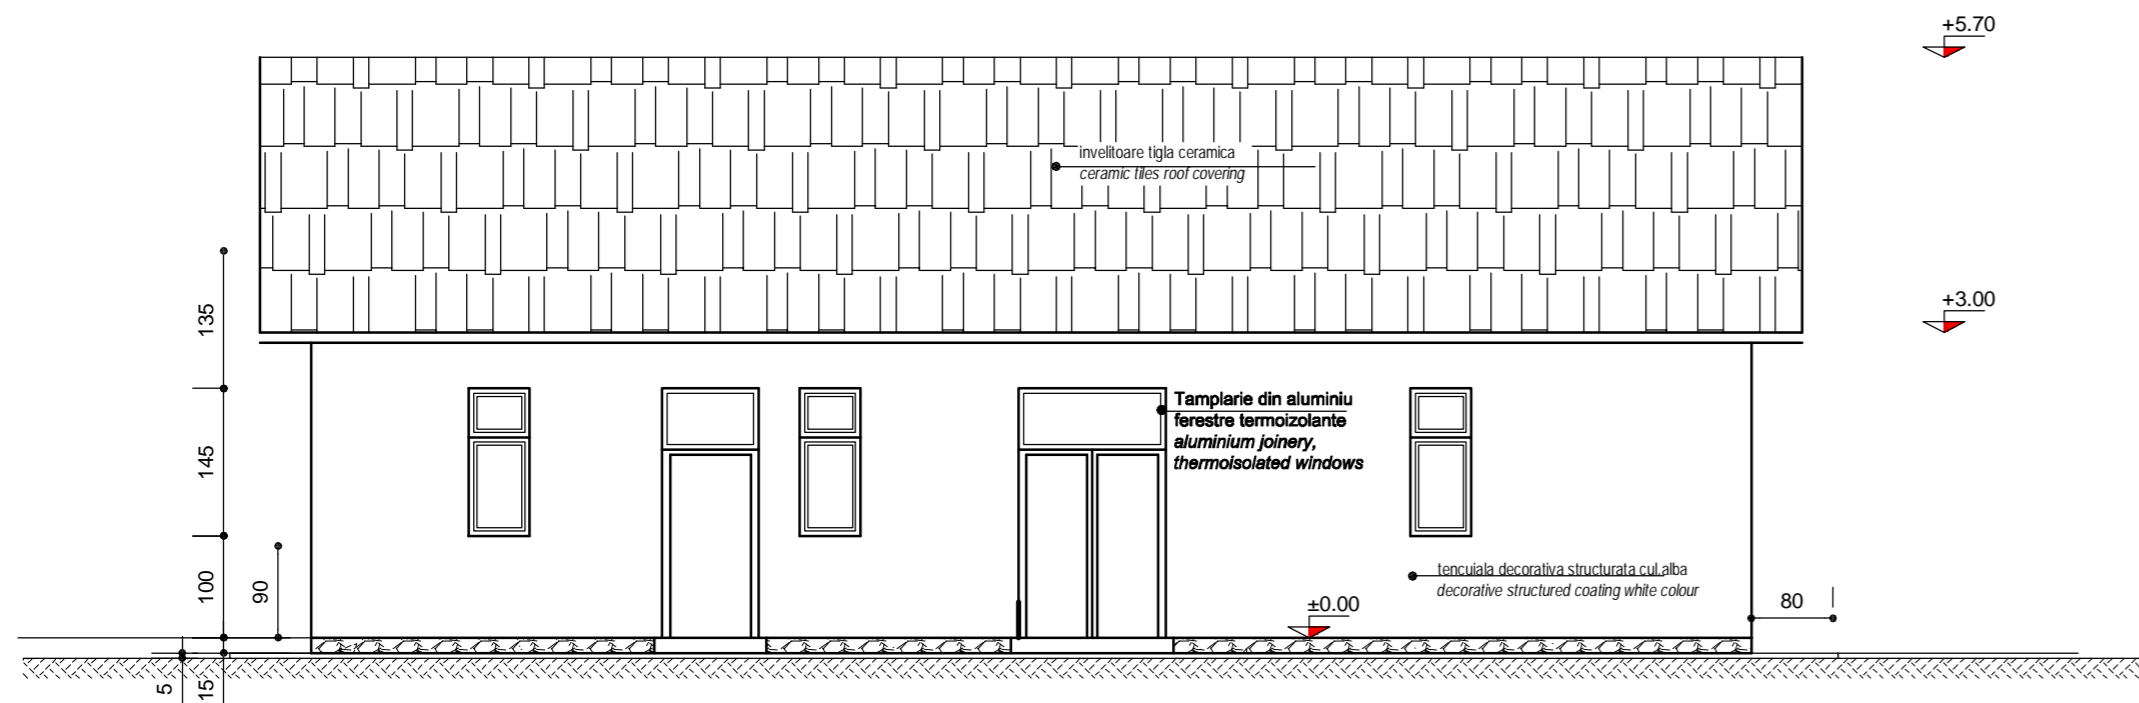 +5.70
invelitoare tigla ceramica
ceramic tiles roof covering
+3.00
135
Tamplarie din aluminiu
ferestre termoizolante
aluminium joinery,
thermoisolated windows
145
100
90
tencuiala decorativa structurata cul.alba
decorative structured coating white colour
±0.00
80
5
15